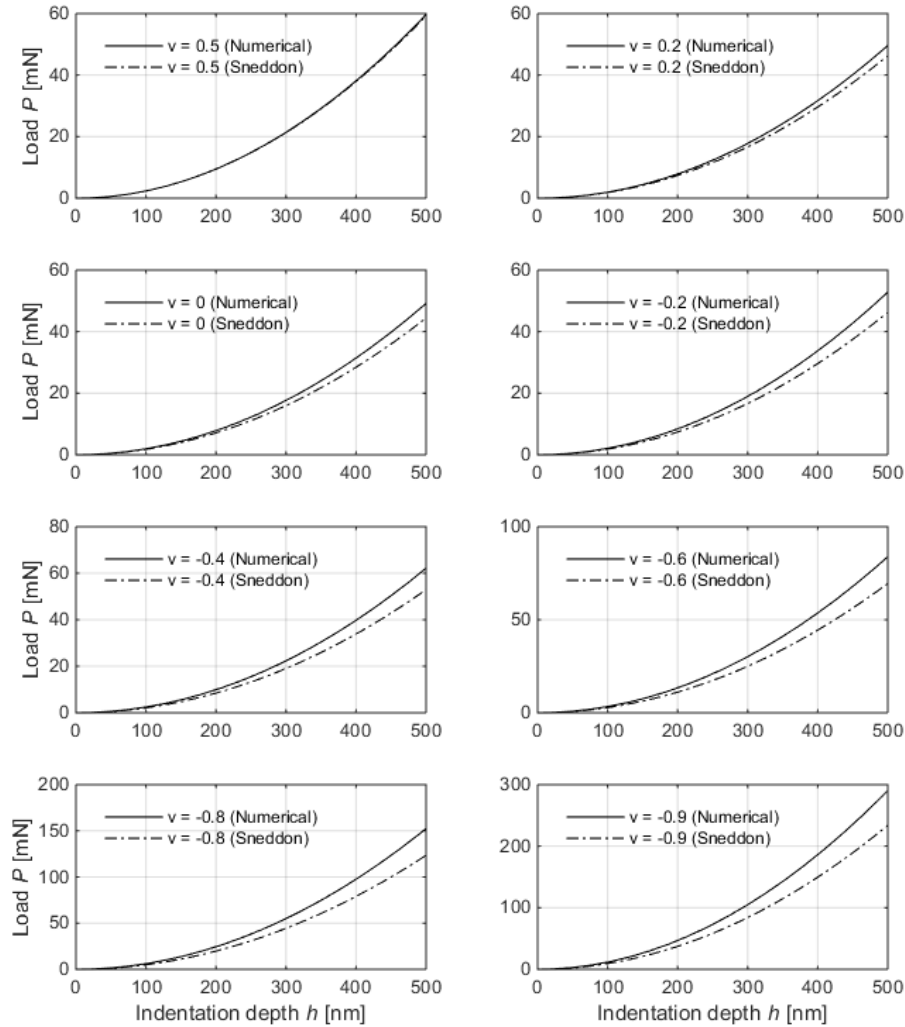 60
40
20
0
Load P [mN]
v = 0.5 (Numerical)
v = 0.5 (Sneddon)
0 100 200 300 400 500
60
40
20
0
v = 0.2 (Numerical)
v = 0.2 (Sneddon)
0 100 200 300 400 500
60
40
20
0
Load P [mN]
v = 0 (Numerical)
v = 0 (Sneddon)
0 100 200 300 400 500
60
40
20
0
v = -0.2 (Numerical)
v = -0.2 (Sneddon)
0 100 200 300 400 500
80
60
40
20
0
Load P [mN]
v = -0.4 (Numerical)
v = -0.4 (Sneddon)
0 100 200 300 400 500
100
50
0
v = -0.6 (Numerical)
v = -0.6 (Sneddon)
0 100 200 300 400 500
200
150
100
50
0
Load P [mN]
v = -0.8 (Numerical)
v = -0.8 (Sneddon)
0 100 200 300 400 500
Indentation depth h [nm]
300
200
100
0
v = -0.9 (Numerical)
v = -0.9 (Sneddon)
0 100 200 300 400 500
Indentation depth h [nm]